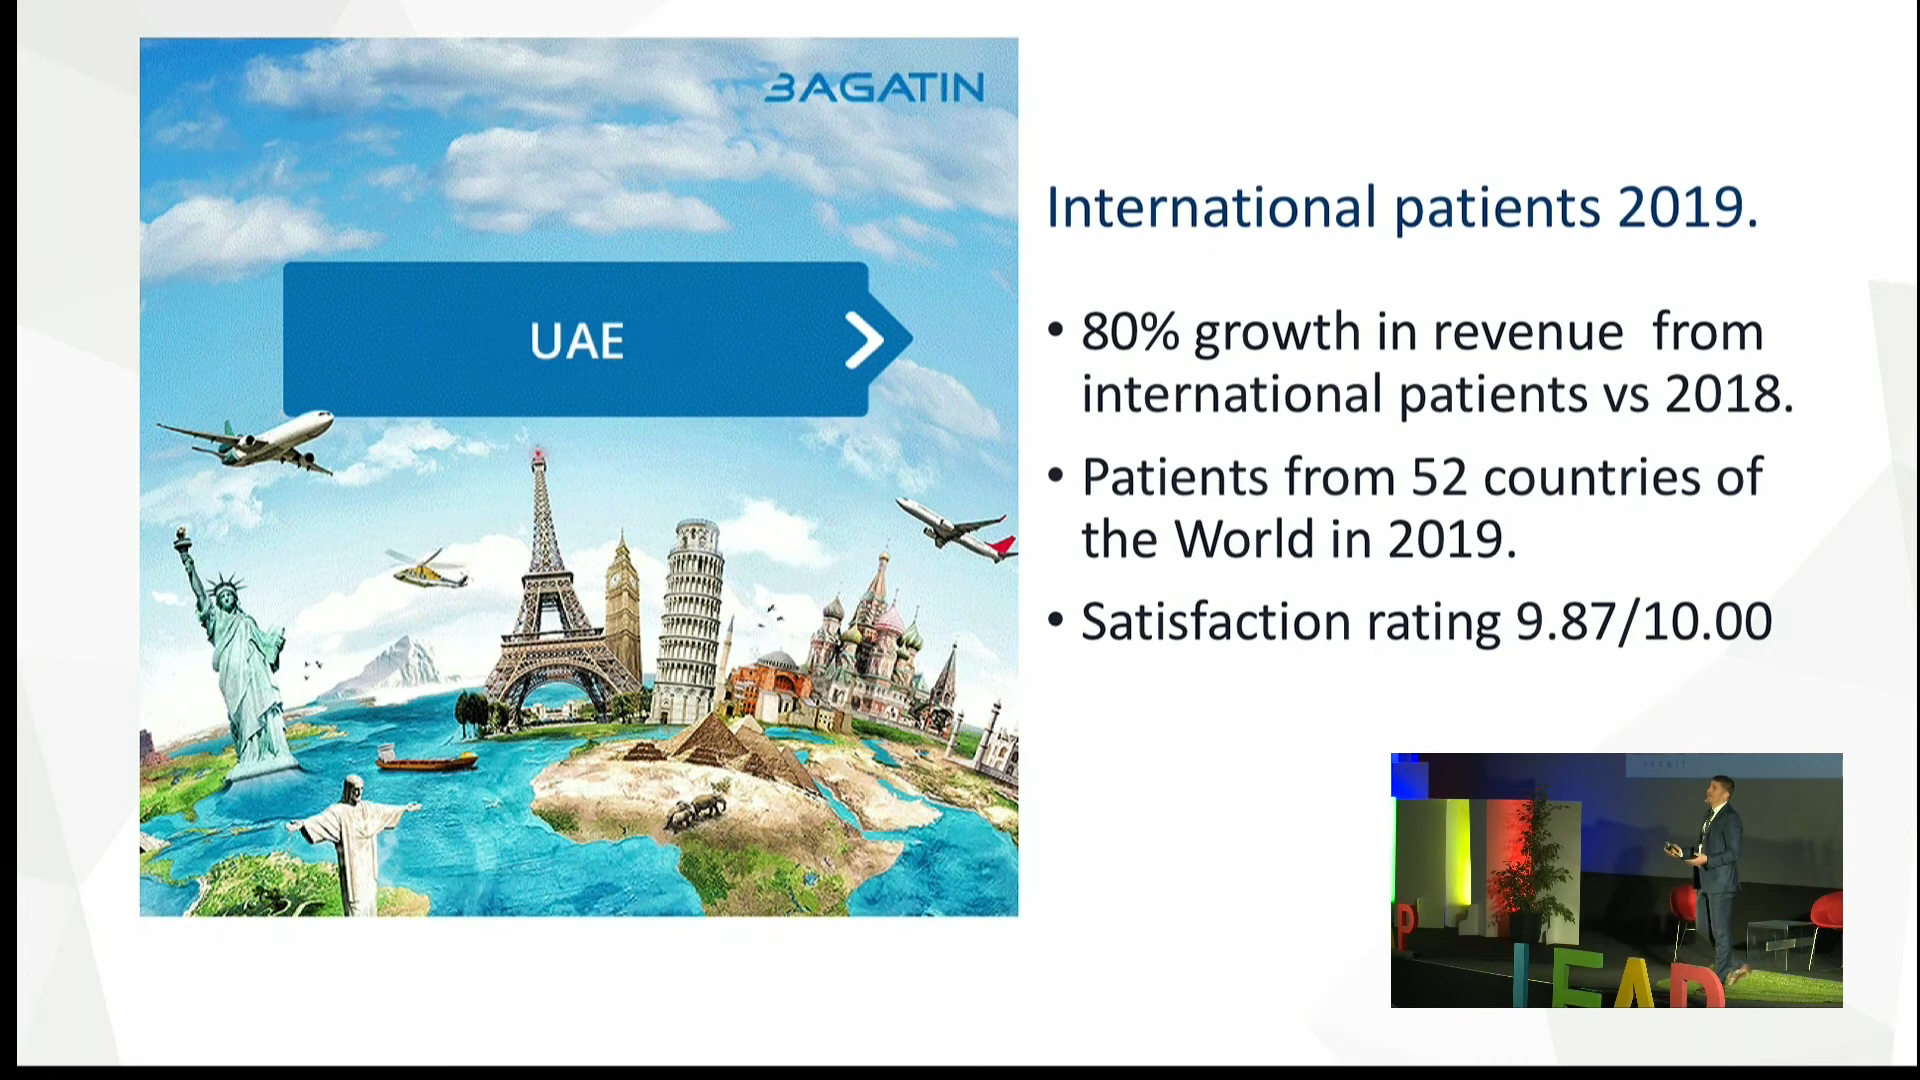 BAGATIN
UAE
International patients 2019.
• 80% growth in revenue from
international patients vs 2018.
• Patients from 52 countries of
the World in 2019.
• Satisfaction rating 9.87/10.00
P
LEAD